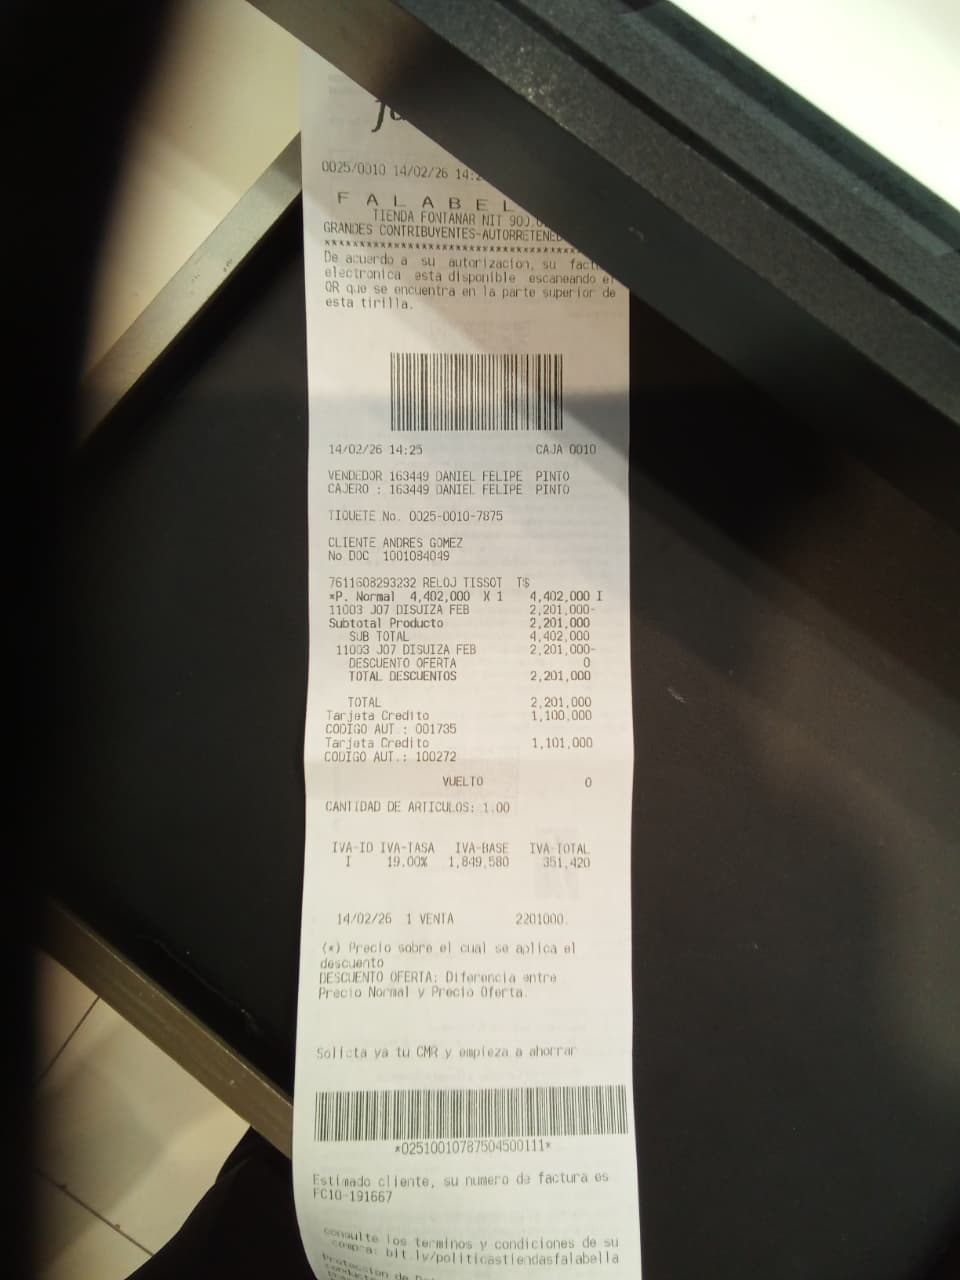 0025/0010 14/02/26
F A L A B E L
TIENDA FONTANAR NIT
GRANDES CONTRIBUYENTES-AUTORRETENED
****************************************
De acuerdo a su autorizacion, su
electronica esta disponible escaneando el
QR que se encuentra en la parte superior de
esta tirilla.
14/02/26 14:25 CAJA 0010
VENDEDOR 163449 DANIEL FELIPE PINTO
CAJERO : 163449 DANIEL FELIPE PINTO
TIQUETE No. 0025-0010-7875
CLIENTE ANDRES GOMEZ
No DOC 1001084049
7611608293232 RELOJ TISSOT T$
*P. Normal 4,402,000 X 1 4,402,000 I
11003 J07 DISUIZA FEB 2,201,000-
Subtotal Producto 2,201,000
SUB TOTAL 4,402,000
11003 J07 DISUIZA FEB 2,201,000-
DESCUENTO OFERTA 0
TOTAL DESCUENTOS 2,201,000
TOTAL 2,201,000
Tarjeta Credito 1,100,000
CODIGO AUT.: 001735
Tarjeta Credito 1,101,000
CODIGO AUT.: 100272
VUELTO 0
CANTIDAD DE ARTICULOS: 1.00
IVA-ID IVA-TASA IVA-BASE IVA-TOTAL
I 19.00% 1,849,580 351,420
14/02/26 1 VENTA 2201000.
(*) Precio sobre el cual se aplica el
descuento
DESCUENTO OFERTA: Diferencia entre
Precio Normal y Precio Oferta.
Solicta ya tu CMR y empieza a ahorrar
*02510010787504500111*
Estimado cliente, su numero de factura es
FC10-191667
consulte los terminos y condiciones de su
compra: bit.ly/politicastiendasfalabella
Proteccion de